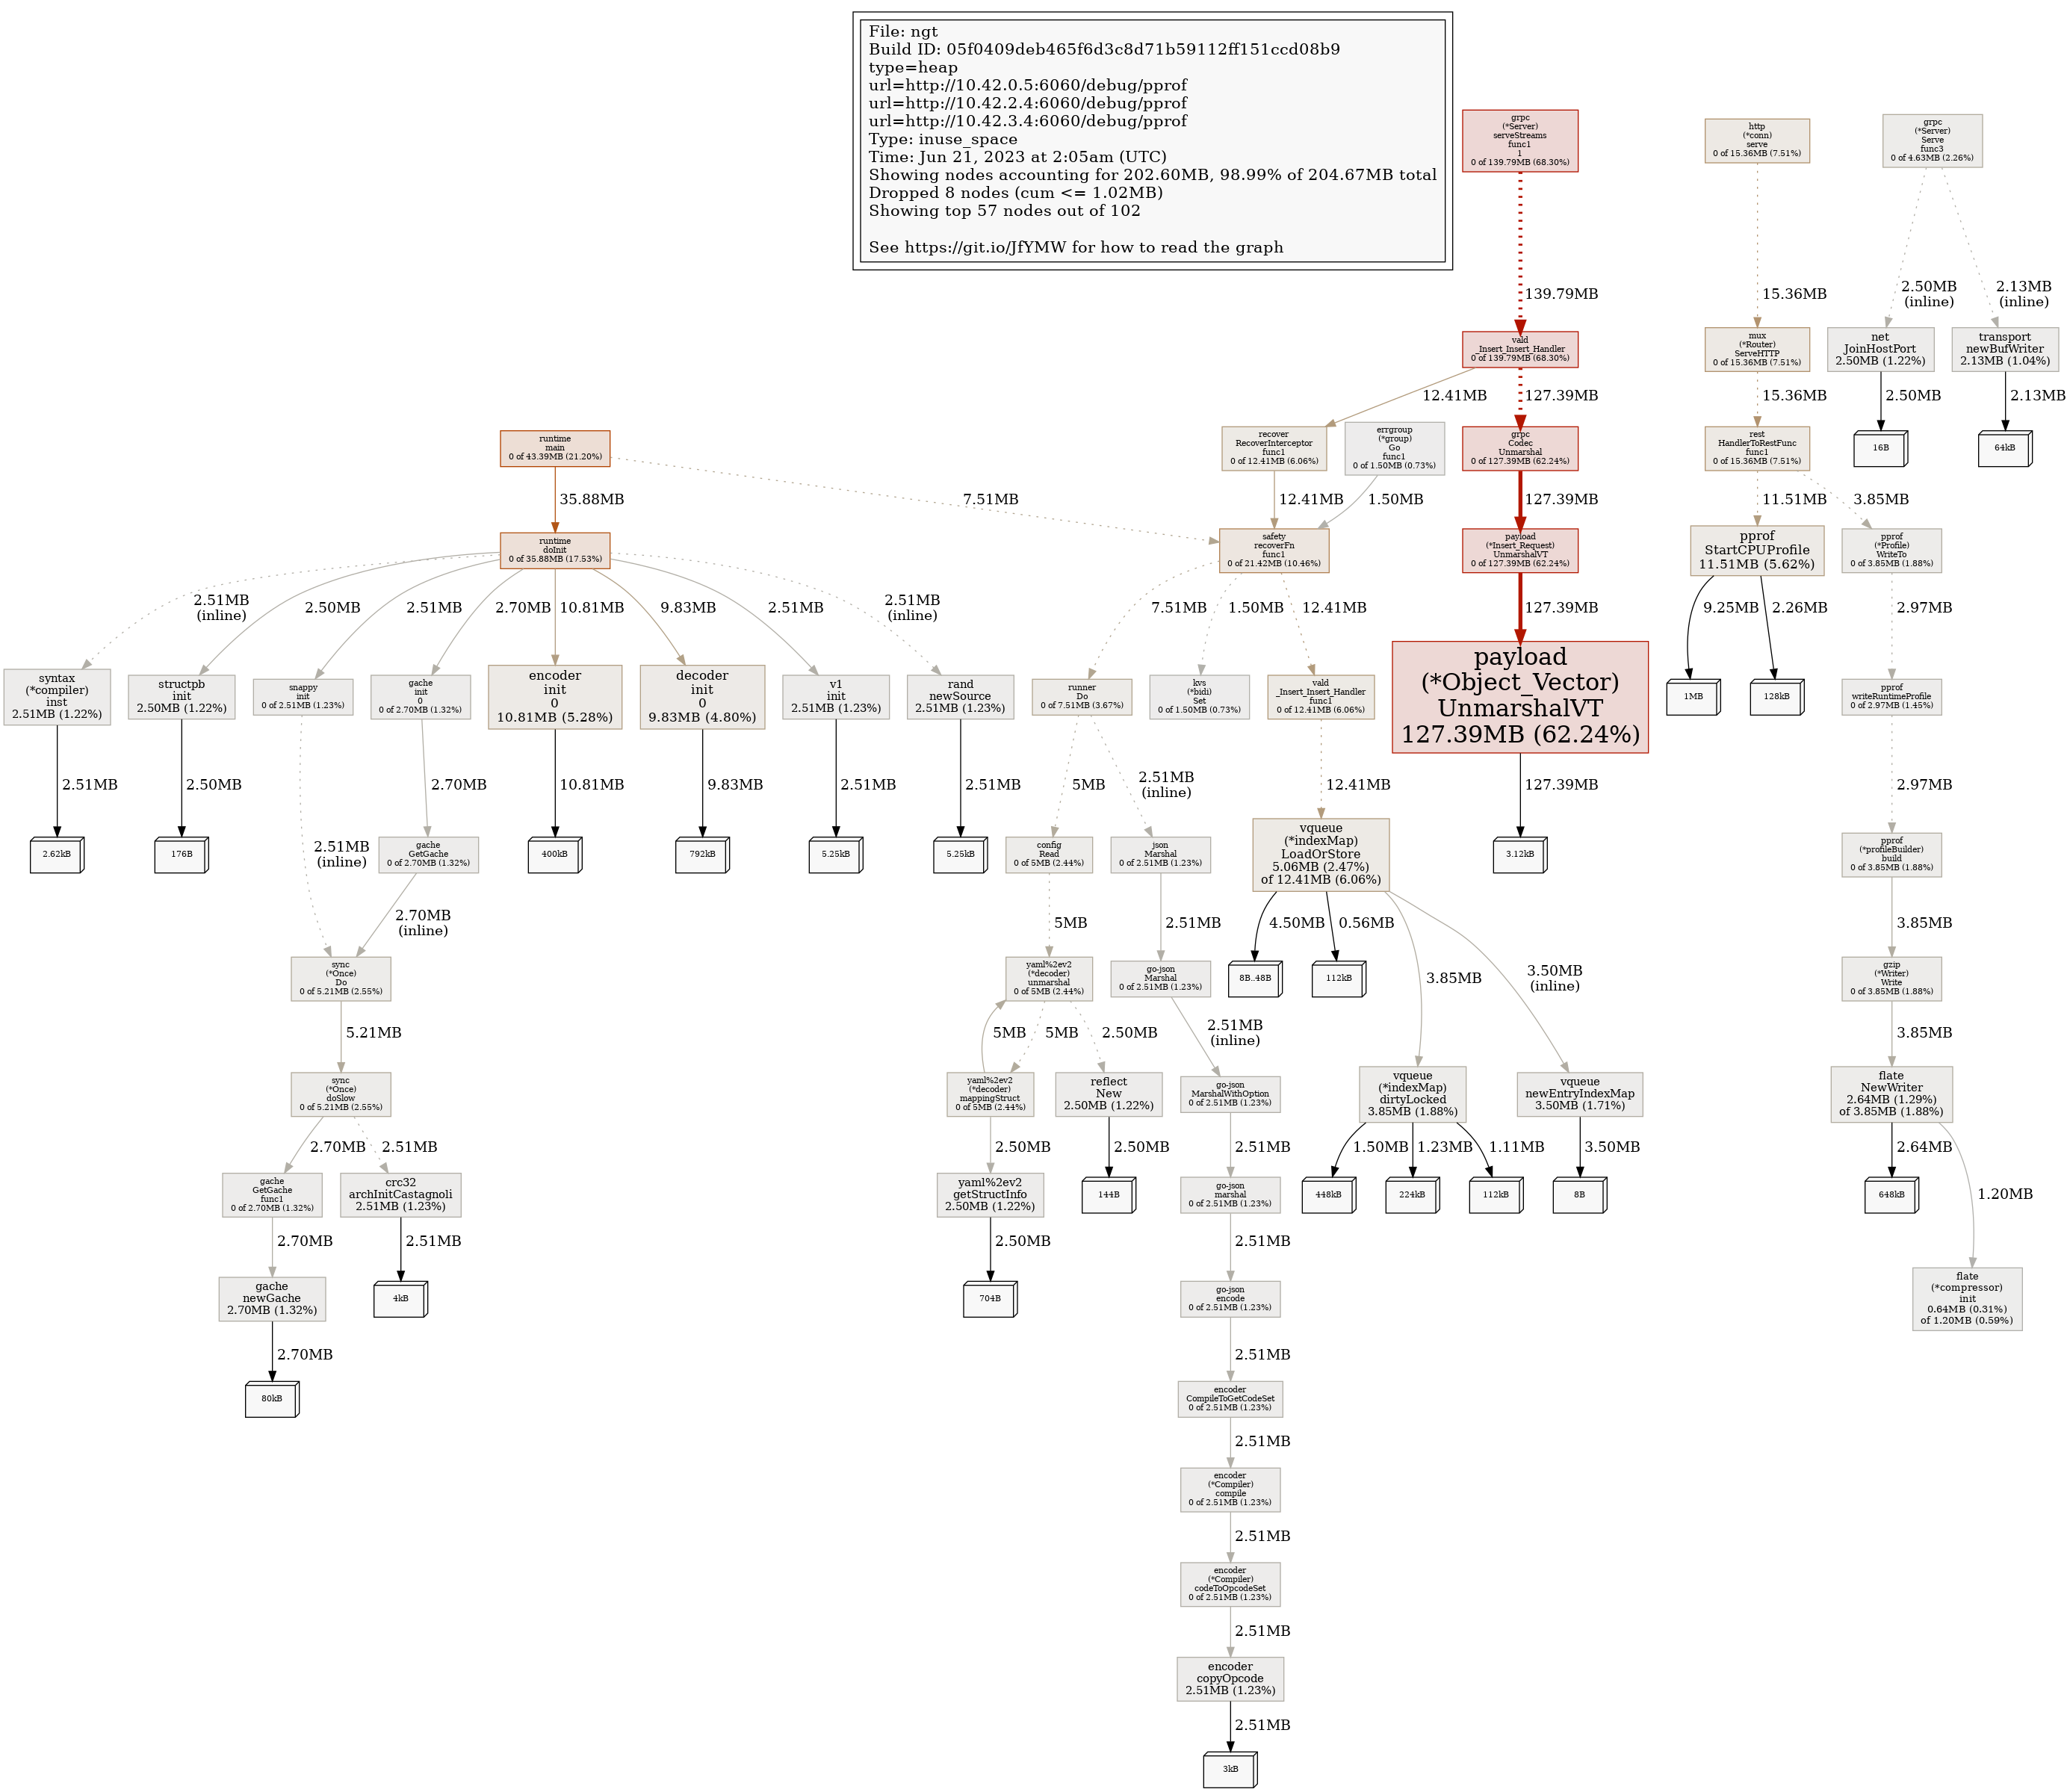 File: ngt
Build ID: 05f0409deb465f6d3c8d71b59112ff151ccd08b9
type=heap
url=http://10.42.0.5:6060/debug/pprof
url=http://10.42.2.4:6060/debug/pprof
url=http://10.42.3.4:6060/debug/pprof
Type: inuse_space
Time: Jun 21, 2023 at 2:05am (UTC)
Showing nodes accounting for 202.60MB, 98.99% of 204.67MB total
Dropped 8 nodes (cum <= 1.02MB)
Showing top 57 nodes out of 102
See https://git.io/JfYMW for how to read the graph
grpc
(*Server)
serveStreams
func1
1
0 of 139.79MB (68.30%)
http
(*conn)
serve
0 of 15.36MB (7.51%)
grpc
(*Server)
Serve
func3
0 of 4.63MB (2.26%)
139.79MB
15.36MB
2.50MB
(inline)
2.13MB
(inline)
vald
_Insert_Insert_Handler
0 of 139.79MB (68.30%)
mux
(*Router)
ServeHTTP
0 of 15.36MB (7.51%)
net
JoinHostPort
2.50MB (1.22%)
transport
newBufWriter
2.13MB (1.04%)
12.41MB
127.39MB
15.36MB
2.50MB
2.13MB
runtime
main
0 of 43.39MB (21.20%)
recover
RecoverInterceptor
func1
0 of 12.41MB (6.06%)
errgroup
(*group)
Go
func1
0 of 1.50MB (0.73%)
grpc
Codec
Unmarshal
0 of 127.39MB (62.24%)
rest
HandlerToRestFunc
func1
0 of 15.36MB (7.51%)
16B
64kB
35.88MB
7.51MB
12.41MB
1.50MB
127.39MB
11.51MB
3.85MB
runtime
doInit
0 of 35.88MB (17.53%)
safety
recoverFn
func1
0 of 21.42MB (10.46%)
payload
(*Insert_Request)
UnmarshalVT
0 of 127.39MB (62.24%)
pprof
StartCPUProfile
11.51MB (5.62%)
pprof
(*Profile)
WriteTo
0 of 3.85MB (1.88%)
2.51MB
(inline)
2.50MB
2.51MB
2.70MB
10.81MB
9.83MB
2.51MB
2.51MB
(inline)
7.51MB
1.50MB
12.41MB
127.39MB
9.25MB
2.26MB
2.97MB
syntax
(*compiler)
inst
2.51MB (1.22%)
structpb
init
2.50MB (1.22%)
snappy
init
0 of 2.51MB (1.23%)
gache
init
0
0 of 2.70MB (1.32%)
encoder
init
0
10.81MB (5.28%)
decoder
init
0
9.83MB (4.80%)
v1
init
2.51MB (1.23%)
rand
newSource
2.51MB (1.23%)
runner
Do
0 of 7.51MB (3.67%)
kvs
(*bidi)
Set
0 of 1.50MB (0.73%)
vald
_Insert_Insert_Handler
func1
0 of 12.41MB (6.06%)
payload
(*Object_Vector)
UnmarshalVT
127.39MB (62.24%)
1MB
128kB
pprof
writeRuntimeProfile
0 of 2.97MB (1.45%)
2.51MB
2.50MB
2.51MB
(inline)
2.70MB
10.81MB
9.83MB
2.51MB
2.51MB
5MB
2.51MB
(inline)
12.41MB
127.39MB
2.97MB
2.62kB
176B
gache
GetGache
0 of 2.70MB (1.32%)
400kB
792kB
5.25kB
5.25kB
config
Read
0 of 5MB (2.44%)
json
Marshal
0 of 2.51MB (1.23%)
vqueue
(*indexMap)
LoadOrStore
5.06MB (2.47%)
of 12.41MB (6.06%)
3.12kB
pprof
(*profileBuilder)
build
0 of 3.85MB (1.88%)
2.70MB
(inline)
5MB
2.51MB
4.50MB
0.56MB
3.85MB
3.50MB
(inline)
3.85MB
sync
(*Once)
Do
0 of 5.21MB (2.55%)
yaml%2ev2
(*decoder)
unmarshal
0 of 5MB (2.44%)
go-json
Marshal
0 of 2.51MB (1.23%)
8B..48B
112kB
gzip
(*Writer)
Write
0 of 3.85MB (1.88%)
5.21MB
5MB
5MB
2.50MB
2.51MB
(inline)
3.85MB
sync
(*Once)
doSlow
0 of 5.21MB (2.55%)
yaml%2ev2
(*decoder)
mappingStruct
0 of 5MB (2.44%)
reflect
New
2.50MB (1.22%)
go-json
MarshalWithOption
0 of 2.51MB (1.23%)
vqueue
(*indexMap)
dirtyLocked
3.85MB (1.88%)
vqueue
newEntryIndexMap
3.50MB (1.71%)
flate
NewWriter
2.64MB (1.29%)
of 3.85MB (1.88%)
2.70MB
2.51MB
2.50MB
2.50MB
2.51MB
1.50MB
1.23MB
1.11MB
3.50MB
2.64MB
1.20MB
gache
GetGache
func1
0 of 2.70MB (1.32%)
crc32
archInitCastagnoli
2.51MB (1.23%)
yaml%2ev2
getStructInfo
2.50MB (1.22%)
144B
go-json
marshal
0 of 2.51MB (1.23%)
448kB
224kB
112kB
8B
648kB
2.70MB
2.51MB
2.50MB
2.51MB
gache
newGache
2.70MB (1.32%)
4kB
704B
go-json
encode
0 of 2.51MB (1.23%)
flate
(*compressor)
init
0.64MB (0.31%)
of 1.20MB (0.59%)
2.70MB
2.51MB
80kB
encoder
CompileToGetCodeSet
0 of 2.51MB (1.23%)
2.51MB
encoder
(*Compiler)
compile
0 of 2.51MB (1.23%)
2.51MB
encoder
(*Compiler)
codeToOpcodeSet
0 of 2.51MB (1.23%)
2.51MB
encoder
copyOpcode
2.51MB (1.23%)
2.51MB
3kB